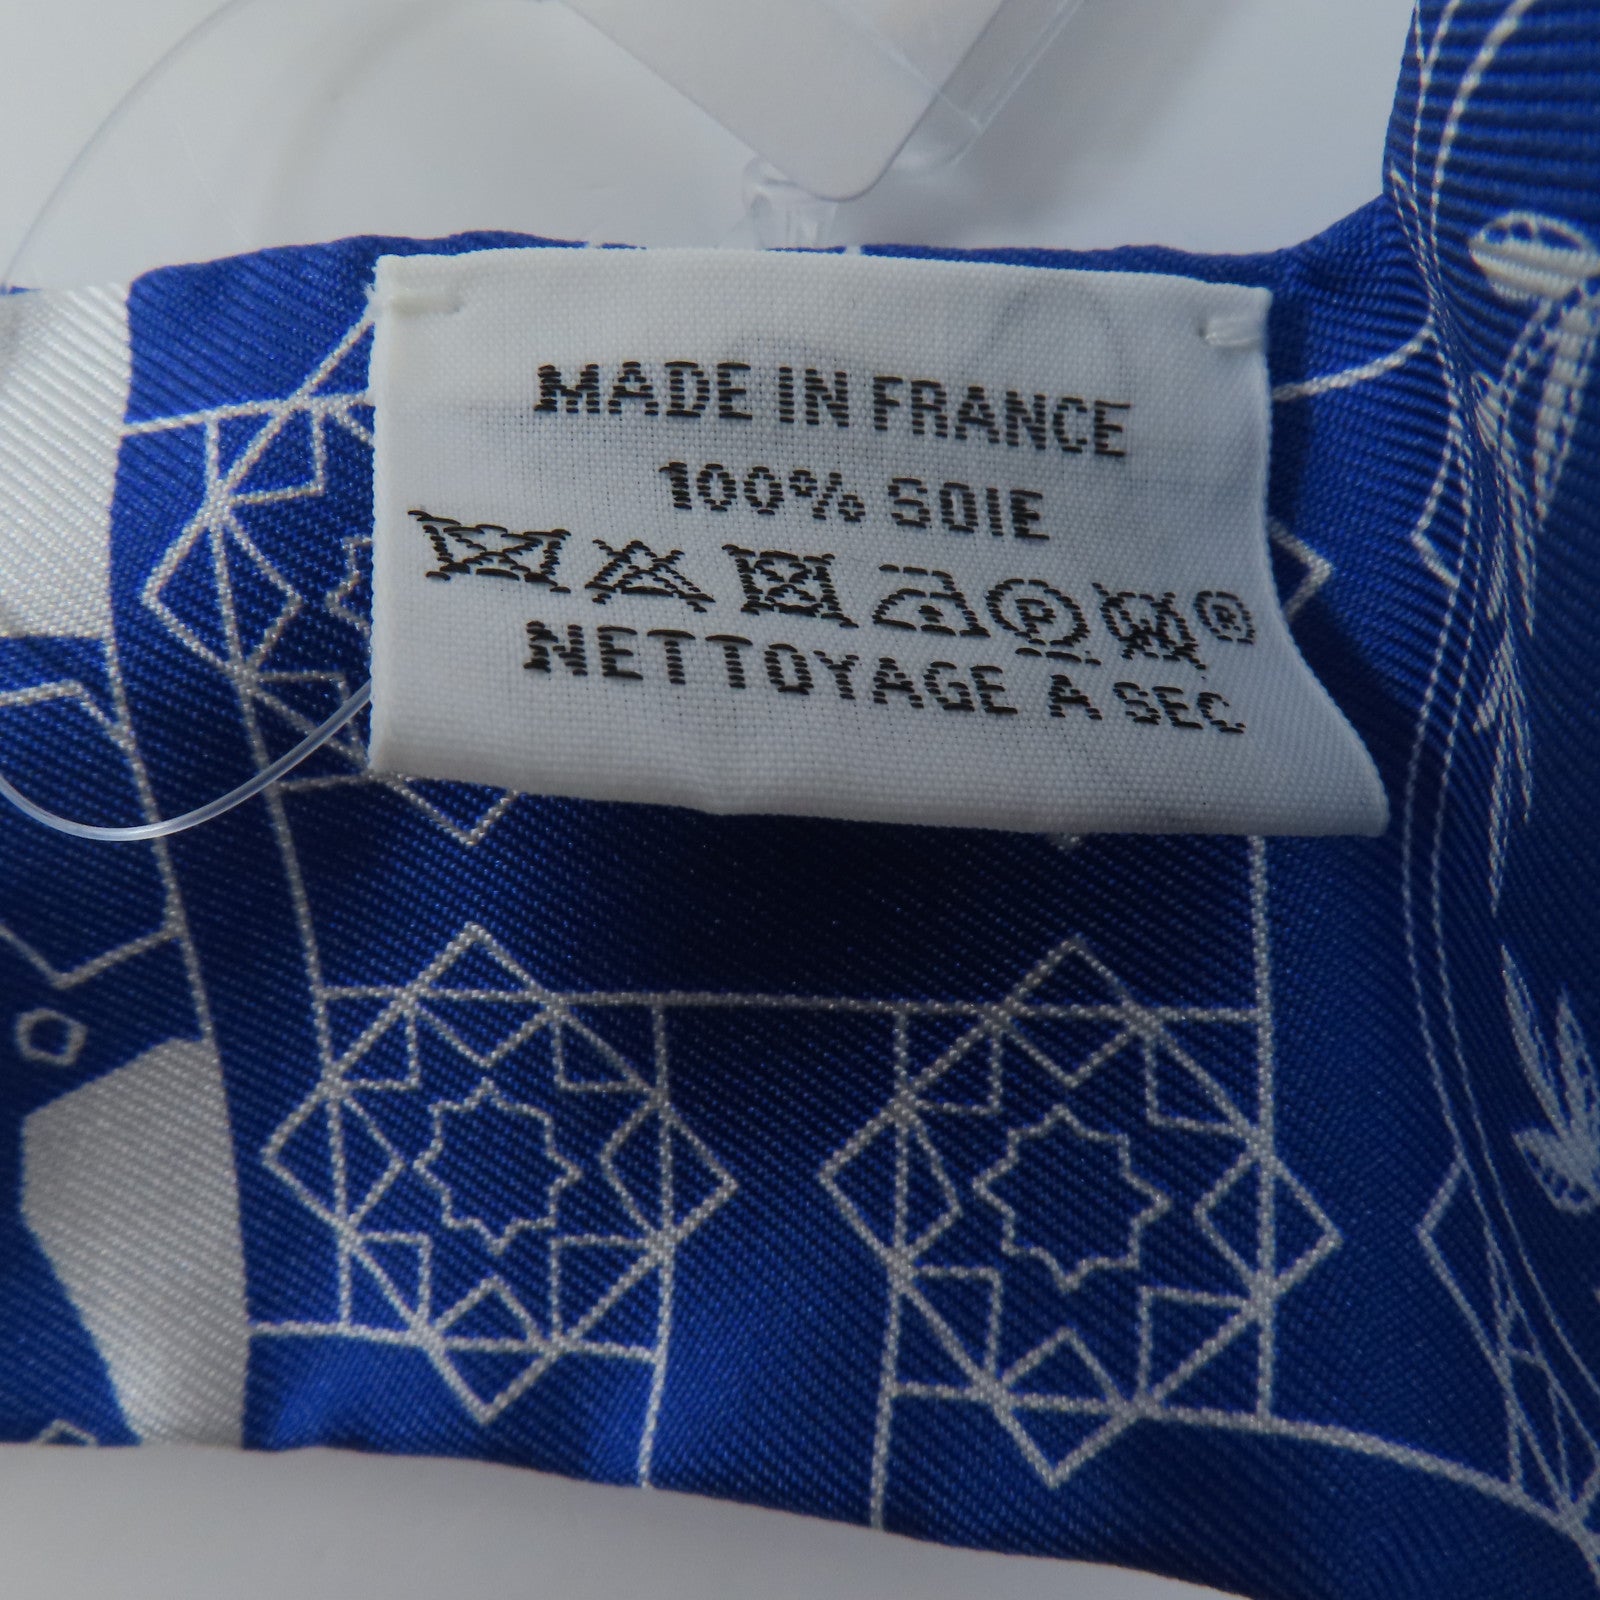 MADE IN FRANCE
100% SOIE
P ®
NETTOYAGE A SEC